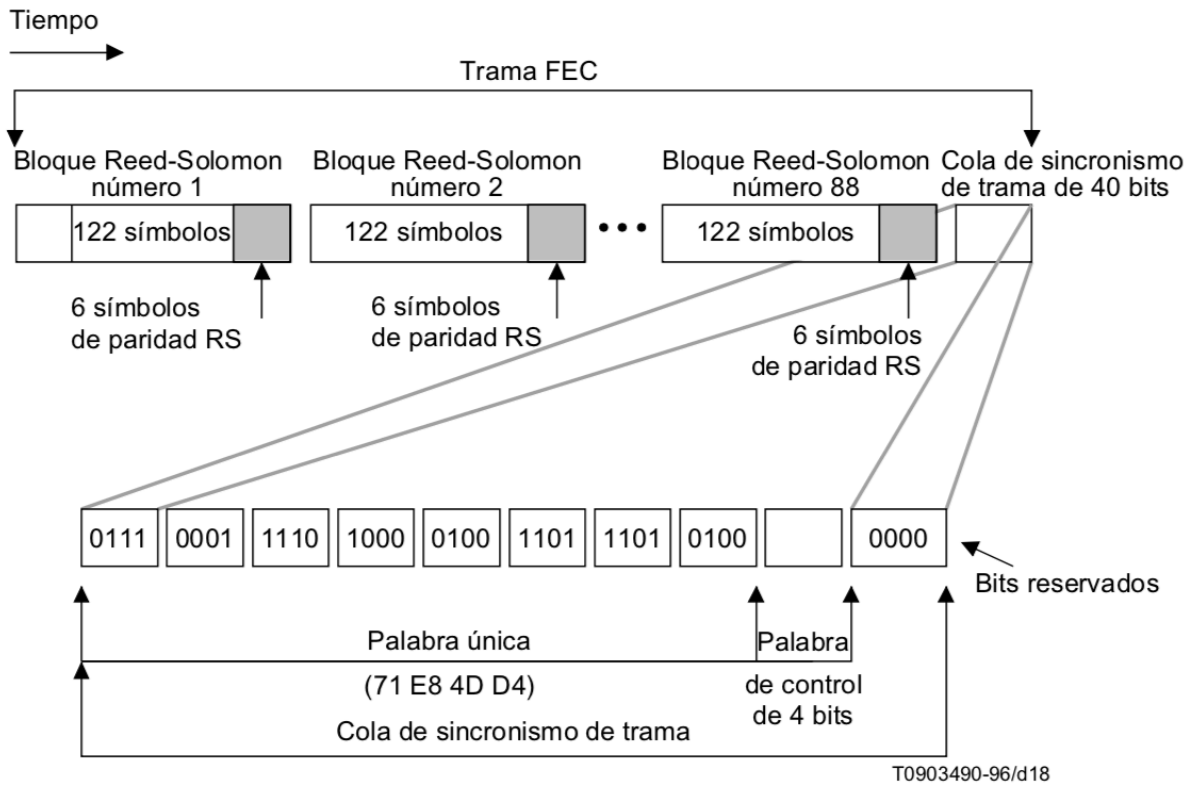 Tiempo
Trama FEC
Bloque Reed-Solomon
número 1
Bloque Reed-Solomon
número 2
Bloque Reed-Solomon
número 88
Cola de sincronismo
de trama de 40 bits
122 símbolos
122 símbolos
122 símbolos
6 símbolos
de paridad RS
6 símbolos
de paridad RS
6 símbolos
de paridad RS
0111 0001 1110 1000 0100 1101 1101 0100 0000
Bits reservados
Palabra única
(71 E8 4D D4)
Palabra
de control
de 4 bits
Cola de sincronismo de trama
T0903490-96/d18